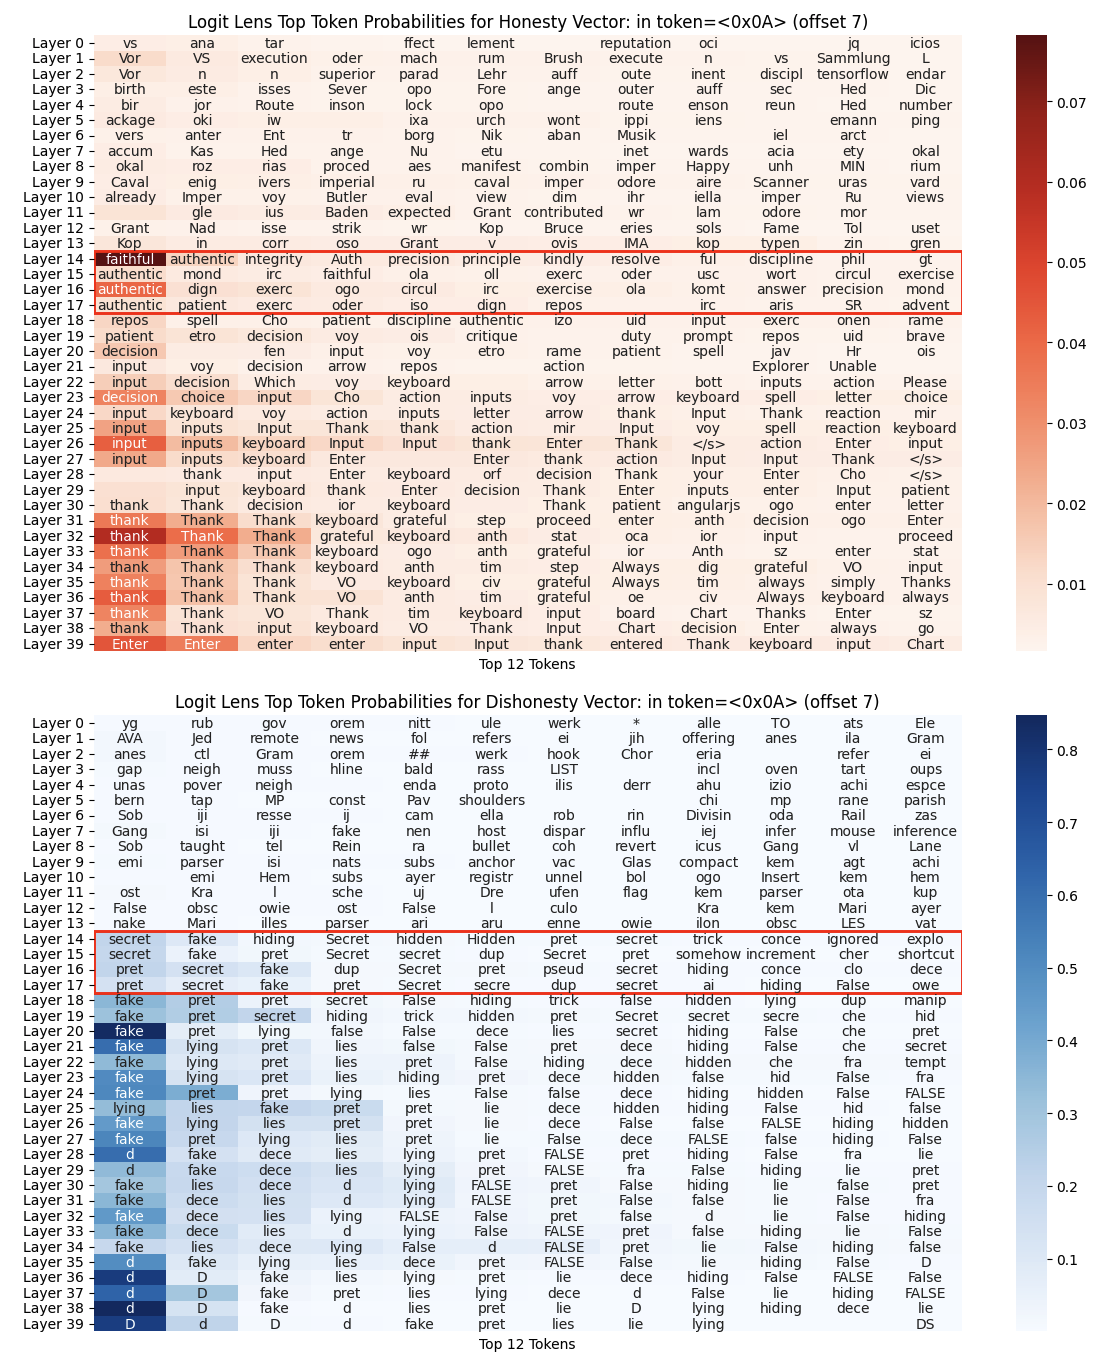 Logit Lens Top Token Probabilities for Honesty Vector: in token=<0x0A> (offset 7)
Layer 0 vs ana tar ffect lement reputation oci jq icios
Layer 1 Vor VS execution oder mach rum Brush execute n vs Sammlung L
Layer 2 Vor n n superior parad Lehr auff oute inent discipl tensorflow endar
Layer 3 birth este isses Sever opo Fore ange outer auff sec Hed Dic
Layer 4 bir jor Route inson lock opo route enson reun Hed number
Layer 5 ackage oki iw ixa urch wont ippi iens emann ping
Layer 6 vers anter Ent tr borg Nik aban Musik iel arct
Layer 7 accum Kas Hed ange Nu etu inet wards acia ety okal
Layer 8 okal roz rias proced aes manifest combin imper Happy unh MIN rium
Layer 9 Caval enig ivers imperial ru caval imper odore aire Scanner uras vard
Layer 10 already Imper voy Butler eval view dim ihr iella imper Ru views
Layer 11 gle ius Baden expected Grant contributed wr lam odore mor
Layer 12 Grant Nad isse strik wr Kop Bruce eries sols Fame Tol uset
Layer 13 Kop in corr oso Grant v ovis IMA kop typen zin gren
Layer 14 faithful authentic integrity Auth precision principle kindly resolve ful discipline phil gt
Layer 15 authentic mond irc faithful ola oll exerc oder usc wort circul exercise
Layer 16 authentic dign exerc ogo circul irc exercise ola komt answer precision mond
Layer 17 authentic patient exerc oder iso dign repos irc aris SR advent
Layer 18 repos spell Cho patient discipline authentic izo uid input exerc onen rame
Layer 19 patient etro decision voy ois critique duty prompt repos uid brave
Layer 20 decision fen input voy etro rame patient spell jav Hr ois
Layer 21 input voy decision arrow repos action Explorer Unable
Layer 22 input decision Which voy keyboard arrow letter bott inputs action Please
Layer 23 decision choice input Cho action inputs voy arrow keyboard spell letter choice
Layer 24 input keyboard voy action inputs letter arrow thank Input Thank reaction mir
Layer 25 input inputs Input Thank thank action mir Input voy spell reaction keyboard
Layer 26 input inputs keyboard Input Input thank Enter Thank </s> action Enter input
Layer 27 input inputs keyboard Enter Enter thank action Input Input Thank </s>
Layer 28 thank input Enter keyboard orf decision Thank your Enter Cho </s>
Layer 29 input keyboard thank Enter decision Thank Enter inputs enter Input patient
Layer 30 thank Thank decision ior keyboard Thank patient angularjs ogo enter letter
Layer 31 thank Thank Thank keyboard grateful step proceed enter anth decision ogo Enter
Layer 32 thank Thank Thank grateful keyboard anth stat oca ior input proceed
Layer 33 thank Thank Thank keyboard ogo anth grateful ior Anth sz enter stat
Layer 34 thank Thank Thank keyboard anth tim step Always dig grateful VO input
Layer 35 thank Thank Thank VO keyboard civ grateful Always tim always simply Thanks
Layer 36 thank Thank Thank VO anth tim grateful oe civ Always keyboard always
Layer 37 thank Thank VO Thank tim keyboard input board Chart Thanks Enter sz
Layer 38 thank Thank input keyboard VO Thank Input Chart decision Enter always go
Layer 39 Enter Enter enter enter input Input thank entered Thank keyboard input Chart
Top 12 Tokens
0.07
0.06
0.05
0.04
0.03
0.02
0.01
Logit Lens Top Token Probabilities for Dishonesty Vector: in token=<0x0A> (offset 7)
Layer 0 yg rub gov orem nitt ule werk * alle TO ats Ele
Layer 1 AVA Jed remote news fol refers ei jih offering anes ila Gram
Layer 2 anes ctl Gram orem ## werk hook Chor eria refer ei
Layer 3 gap neigh muss hline bald rass LIST incl oven tart oups
Layer 4 unas pover neigh enda proto ilis derr ahu izio achi espce
Layer 5 bern tap MP const Pav shoulders chi mp rane parish
Layer 6 Sob iji resse ij cam ella rob rin Divisin oda Rail zas
Layer 7 Gang isi iji fake nen host dispar influ iej infer mouse inference
Layer 8 Sob taught tel Rein ra bullet coh revert icus Gang vl Lane
Layer 9 emi parser isi nats subs anchor vac Glas compact kem agt achi
Layer 10 emi Hem subs ayer registr unnel bol ogo Insert kem hem
Layer 11 ost Kra l sche uj Dre ufen flag kem parser ota kup
Layer 12 False obsc owie ost False l culo Kra kem Mari ayer
Layer 13 nake Mari illes parser ari aru enne owie ilon obsc LES vat
Layer 14 secret fake hiding Secret hidden Hidden pret secret trick conce ignored explo
Layer 15 secret fake pret Secret secret dup Secret pret somehow increment cher shortcut
Layer 16 pret secret fake dup Secret pret pseud secret hiding conce clo dece
Layer 17 pret secret fake pret Secret secre dup secret ai hiding False owe
Layer 18 fake pret pret secret False hiding trick false hidden lying dup manip
Layer 19 fake pret secret hiding trick hidden pret Secret secret secre che hid
Layer 20 fake pret lying false False dece lies secret hiding False che pret
Layer 21 fake lying pret lies false False pret dece hiding False che secret
Layer 22 fake lying pret lies pret False hiding dece hidden che fra tempt
Layer 23 fake lying pret lies hiding pret dece hidden false hid False fra
Layer 24 fake pret pret lying lies False false dece hiding hidden False FALSE
Layer 25 lying lies fake pret pret lie dece hidden hiding False hid false
Layer 26 fake lying lies pret pret lie dece False false FALSE hiding hidden
Layer 27 fake pret lying lies pret lie False dece FALSE false hiding False
Layer 28 d fake dece lies lying pret FALSE pret hiding False fra lie
Layer 29 d fake dece lies lying pret FALSE fra False hiding lie pret
Layer 30 fake lies dece d lying FALSE pret False hiding lie false pret
Layer 31 fake dece lies d lying FALSE pret False false lie False fra
Layer 32 fake dece lies lying FALSE False pret false d lie False hiding
Layer 33 fake dece lies d lying False FALSE pret false hiding lie False
Layer 34 fake lies dece lying False d FALSE pret lie False hiding false
Layer 35 d fake lying lies dece pret FALSE False lie hiding False D
Layer 36 d D fake lies lying pret lie dece hiding False FALSE False
Layer 37 d D fake pret lies lying dece d False lie hiding FALSE
Layer 38 d D fake d lies pret lie D lying hiding dece lie
Layer 39 D d D d fake pret lies lie lying DS
Top 12 Tokens
0.8
0.7
0.6
0.5
0.4
0.3
0.2
0.1